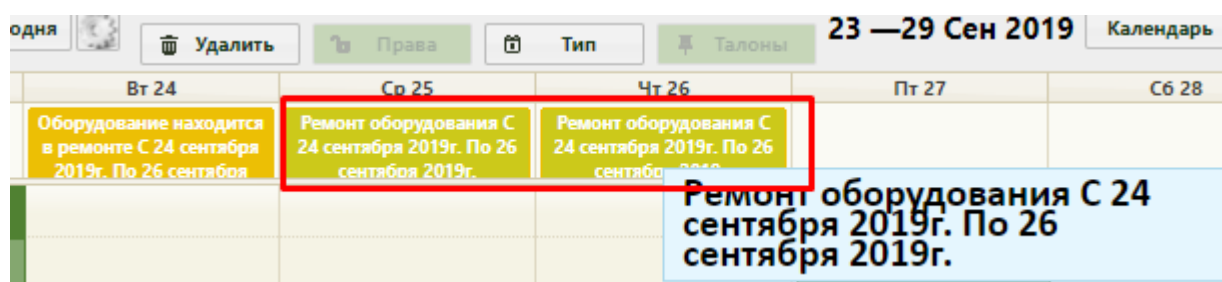 одня Удалить Права Тип Талоны 23 —29 Сен 2019 Календарь
Вт 24 Ср 25 Чт 26 Пт 27 Сб 28
Оборудование находится
в ремонте С 24 сентября
2019г. По 26 сентября
Ремонт оборудования С
24 сентября 2019г. По 26
сентября 2019г.
Ремонт оборудования С
24 сентября 2019г. По 26
Ремонт оборудования С 24
сентября 2019г. По 26
сентября 2019г.